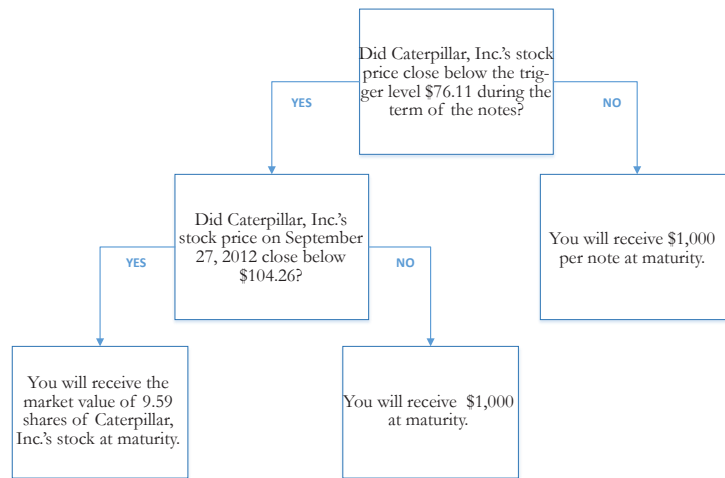 Did Caterpillar, Inc.'s stock
price close below the trig-
ger level $76.11 during the
term of the notes?
YES
NO
Did Caterpillar, Inc.'s
stock price on September
27, 2012 close below
$104.26?
You will receive $1,000
per note at maturity.
YES
NO
You will receive the
market value of 9.59
shares of Caterpillar,
Inc.'s stock at maturity.
You will receive  $1,000
at maturity.